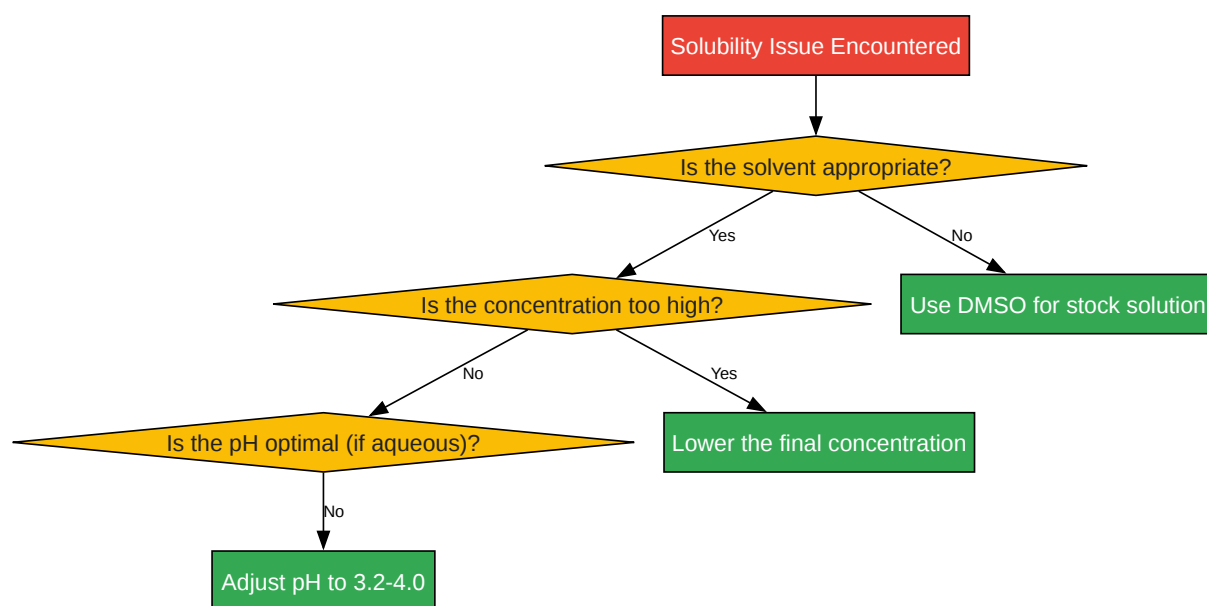 Solubility Issue Encountered
Is the solvent appropriate?
Yes
No
Is the concentration too high?
Use DMSO for stock solution
No
Yes
Is the pH optimal (if aqueous)?
Lower the final concentration
No
Adjust pH to 3.2-4.0